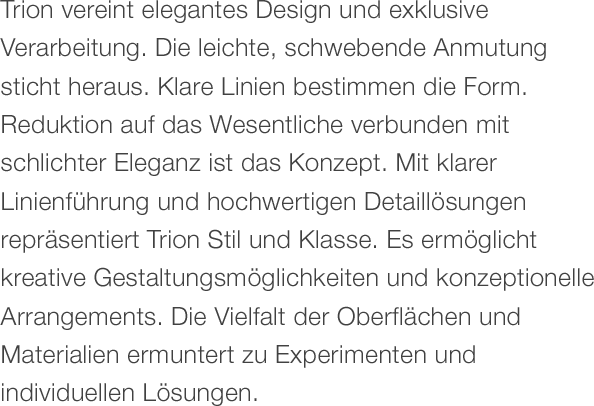 Trion vereint elegantes Design und exklusive
Verarbeitung. Die leichte, schwebende Anmutung
sticht heraus. Klare Linien bestimmen die Form.
Reduktion auf das Wesentliche verbunden mit
schlichter Eleganz ist das Konzept. Mit klarer
Linienführung und hochwertigen Detaillösungen
repräsentiert Trion Stil und Klasse. Es ermöglicht
kreative Gestaltungsmöglichkeiten und konzeptionelle
Arrangements. Die Vielfalt der Oberflächen und
Materialien ermuntert zu Experimenten und
individuellen Lösungen.